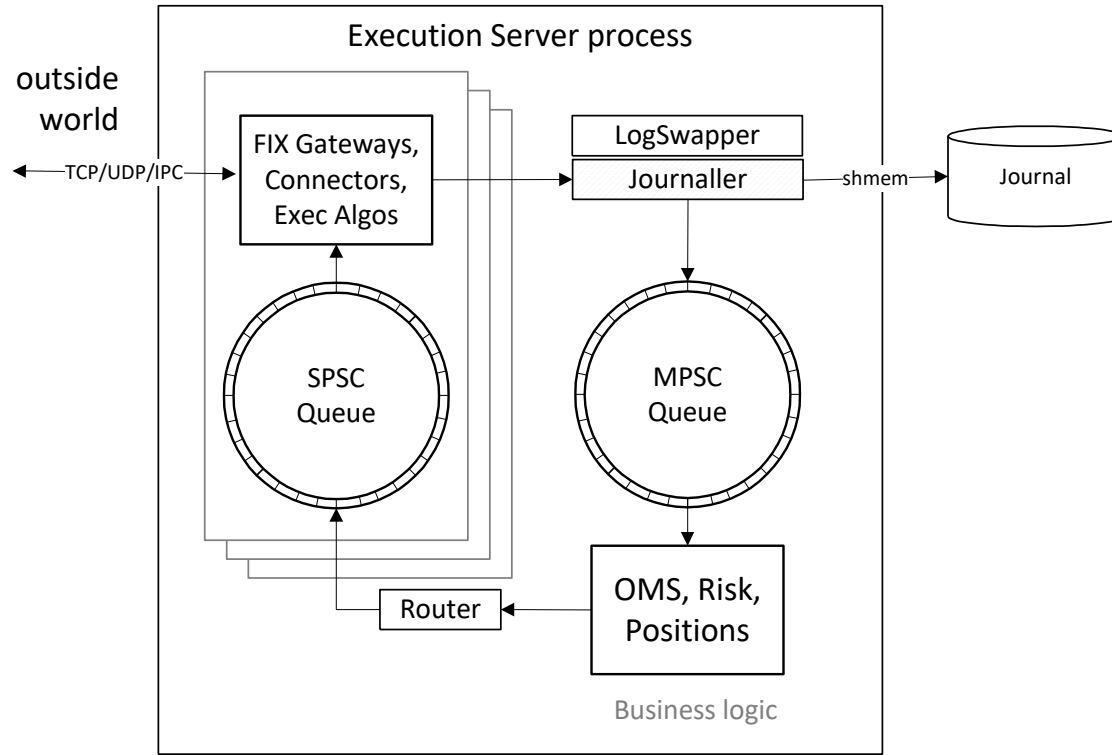 Execution Server process
outside
world
TCP/UDP/IPC
FIX Gateways,
Connectors,
Exec Algos
LogSwapper
Journaller
shmem
Journal
SPSC
Queue
MPSC
Queue
Router
OMS, Risk,
Positions
Business logic